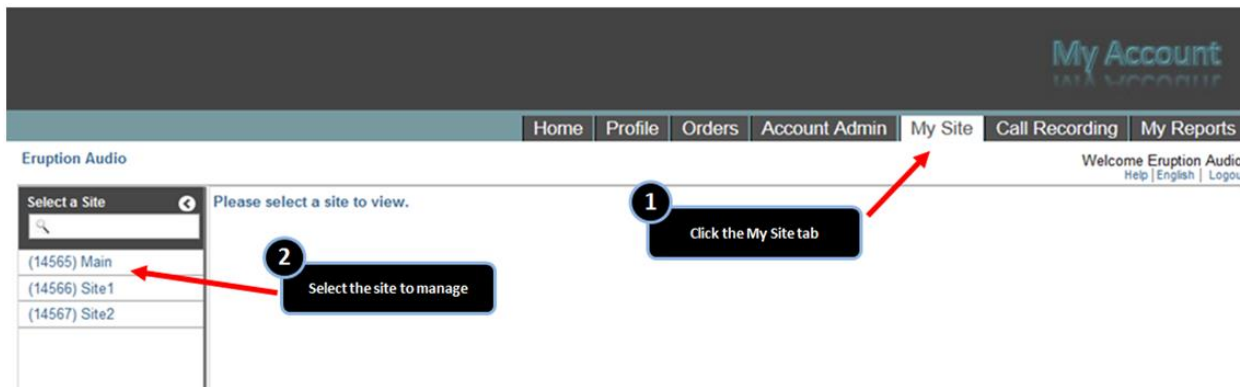 My Account
Home Profile Orders Account Admin My Site Call Recording My Reports
Eruption Audio
Welcome Eruption Audio
Help | English | Logou
Select a Site
Please select a site to view.
1
Click the My Site tab
(14565) Main
2
Select the site to manage
(14566) Site1
(14567) Site2